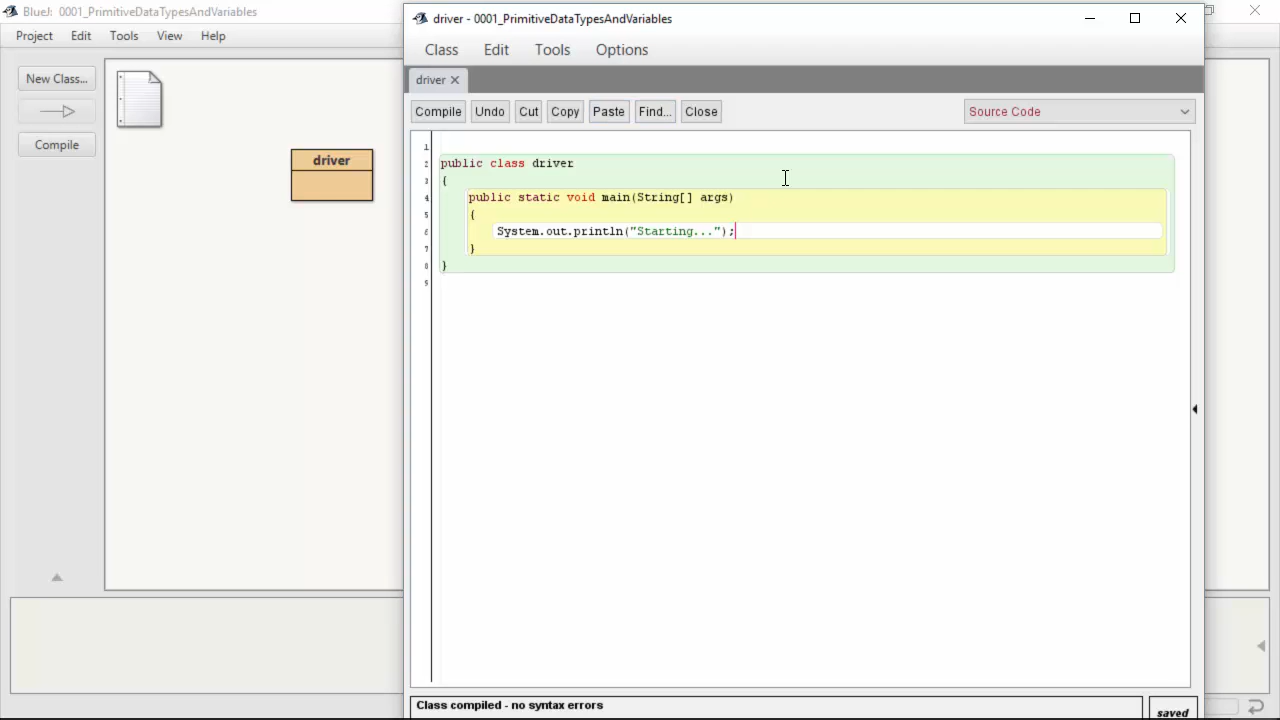 BlueJ: 0001_PrimitiveDataTypesAndVariables
Project Edit Tools View Help
New Class...
Compile
driver
driver - 0001_PrimitiveDataTypesAndVariables
Class Edit Tools Options
driver
Compile Undo Cut Copy Paste Find... Close
Source Code
1
2 public class driver
3 {
4 public static void main(String[] args)
5 {
6 System.out.println("Starting...");
7 }
8 }
9
Class compiled - no syntax errors
saved